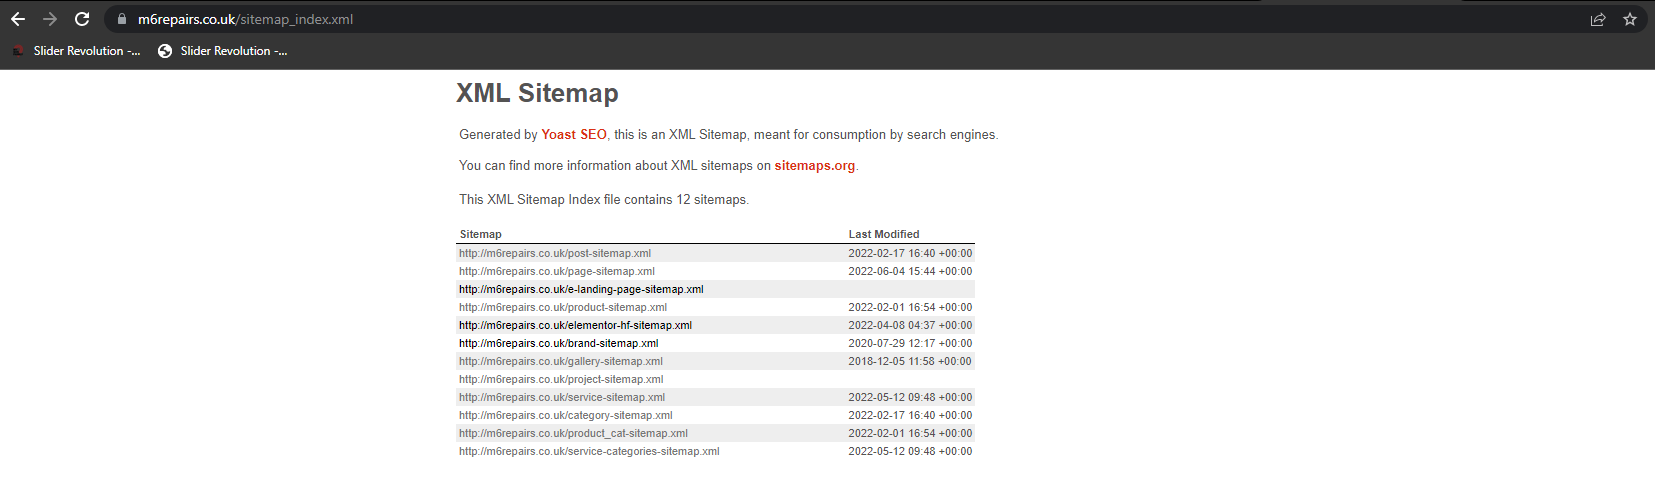 m6repairs.co.uk/sitemap_index.xml
Slider Revolution -... Slider Revolution -...
XML Sitemap
Generated by Yoast SEO, this is an XML Sitemap, meant for consumption by search engines.
You can find more information about XML sitemaps on sitemaps.org.
This XML Sitemap Index file contains 12 sitemaps.
Sitemap Last Modified
http://m6repairs.co.uk/post-sitemap.xml 2022-02-17 16:40 +00:00
http://m6repairs.co.uk/page-sitemap.xml 2022-06-04 15:44 +00:00
http://m6repairs.co.uk/e-landing-page-sitemap.xml
http://m6repairs.co.uk/product-sitemap.xml 2022-02-01 16:54 +00:00
http://m6repairs.co.uk/elementor-hf-sitemap.xml 2022-04-08 04:37 +00:00
http://m6repairs.co.uk/brand-sitemap.xml 2020-07-29 12:17 +00:00
http://m6repairs.co.uk/gallery-sitemap.xml 2018-12-05 11:58 +00:00
http://m6repairs.co.uk/project-sitemap.xml
http://m6repairs.co.uk/service-sitemap.xml 2022-05-12 09:48 +00:00
http://m6repairs.co.uk/category-sitemap.xml 2022-02-17 16:40 +00:00
http://m6repairs.co.uk/product_cat-sitemap.xml 2022-02-01 16:54 +00:00
http://m6repairs.co.uk/service-categories-sitemap.xml 2022-05-12 09:48 +00:00